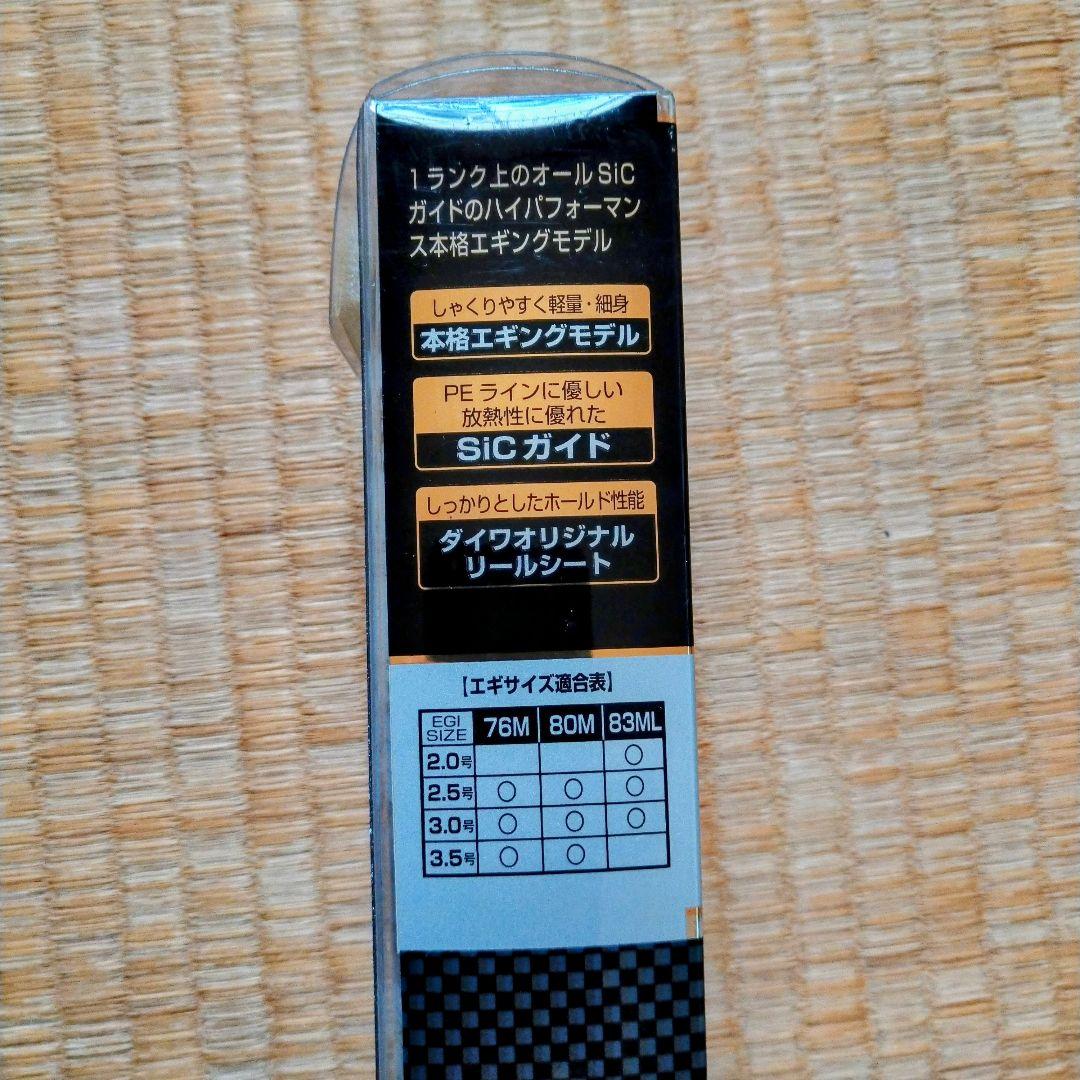 1ランク上のオールSiC
ガイドのハイパフォーマン
ス本格エギングモデル
しゃくりやすく軽量・細身
本格エギングモデル
PEラインに優しい
放熱性に優れた
SiCガイド
しっかりとしたホールド性能
ダイワオリジナル
リールシート
【エギサイズ適合表】
EGI SIZE 76M 80M 83ML
2.0号 ○
2.5号 ○ ○ ○
3.0号 ○ ○ ○
3.5号 ○ ○